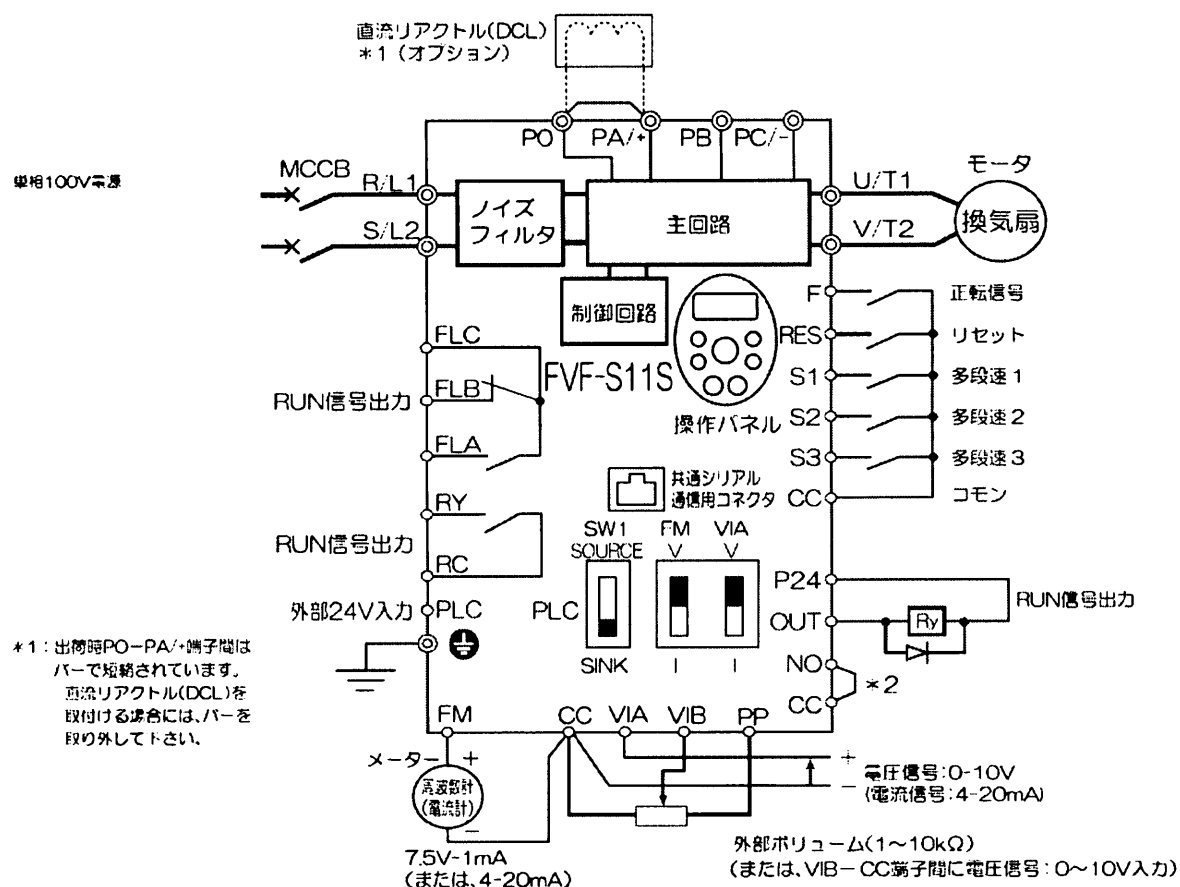 直流リアクトル(DCL)
*1 (オプション)
PO
PA/+
PB
PC/-
単相100V電源
MCCB
R/L1
S/L2
ノイズ
フィルタ
主回路
制御回路
U/T1
V/T2
モータ
換気扇
F
正転信号
RES
リセット
S1
多段速1
S2
多段速2
S3
多段速3
CC
コモン
FLC
FLB
RUN信号出力
FLA
FVF-S11S
操作パネル
共通シリアル
通信用コネクタ
RY
RUN信号出力
RC
外部24V入力
PLC
SW1
SOURCE
PLC
SINK
FM
V
I
VIA
V
I
P24
OUT
Ry
RUN信号出力
NO
CC
*2
*1:出荷時PO-PA/+端子間は
バーで短絡されています。
直流リアクトル(DCL)を
取付ける場合には、バーを
取り外して下さい。
FM
CC
VIA
VIB
PP
メーター
+
周波数計
(電流計)
-
7.5V-1mA
(または、4-20mA)
+
-
電圧信号:0-10V
(電流信号:4-20mA)
外部ボリューム(1~10kΩ)
(または、VIB-CC端子間に電圧信号:0~10V入力)